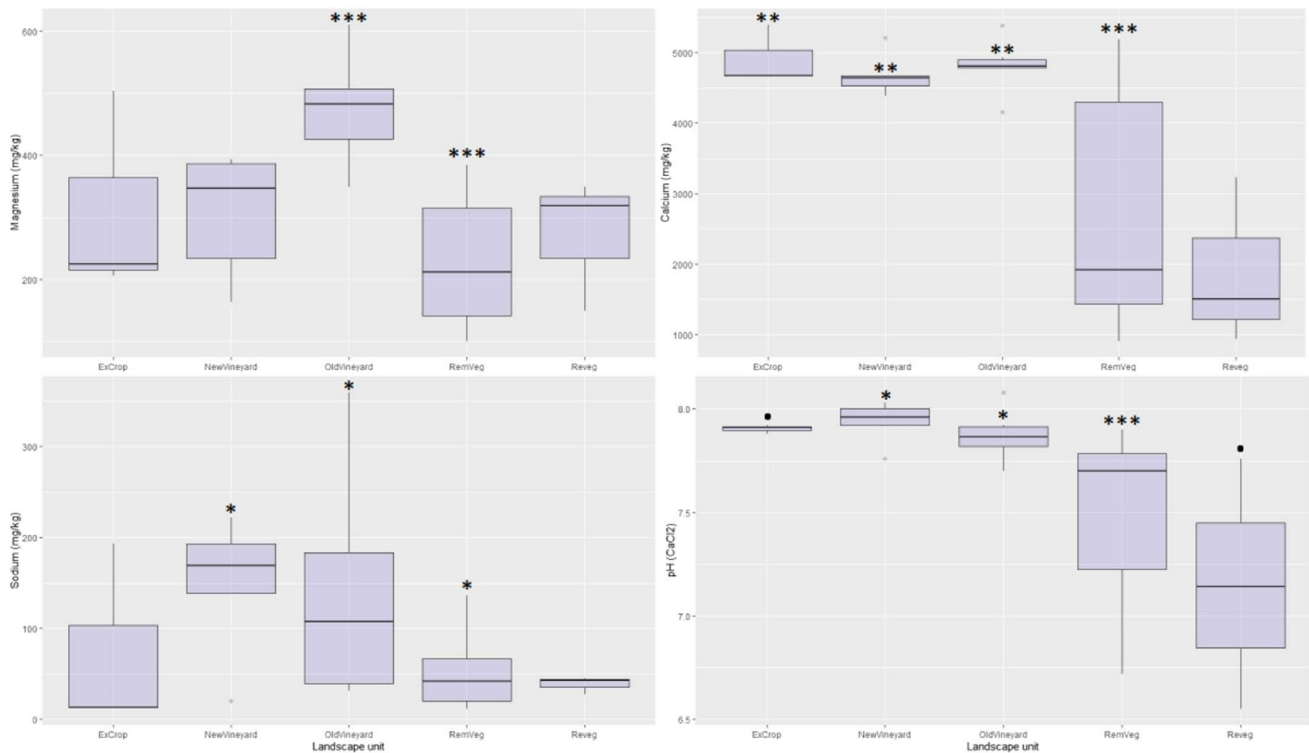 ***
600
400
***
200
Magnesium (mg/kg)
ExCrop NewVineyard OldVineyard RemVeg Reveg
** ** ** ***
5000
4000
3000
2000
1000
Calcium (mg/kg)
ExCrop NewVineyard OldVineyard RemVeg Reveg
*
300
*
200
*
100
0
Sodium (mg/kg)
ExCrop NewVineyard OldVineyard RemVeg Reveg
Landscape unit
8.0
• * * *** •
7.5
7.0
6.5
pH (CaCl2)
ExCrop NewVineyard OldVineyard RemVeg Reveg
Landscape unit